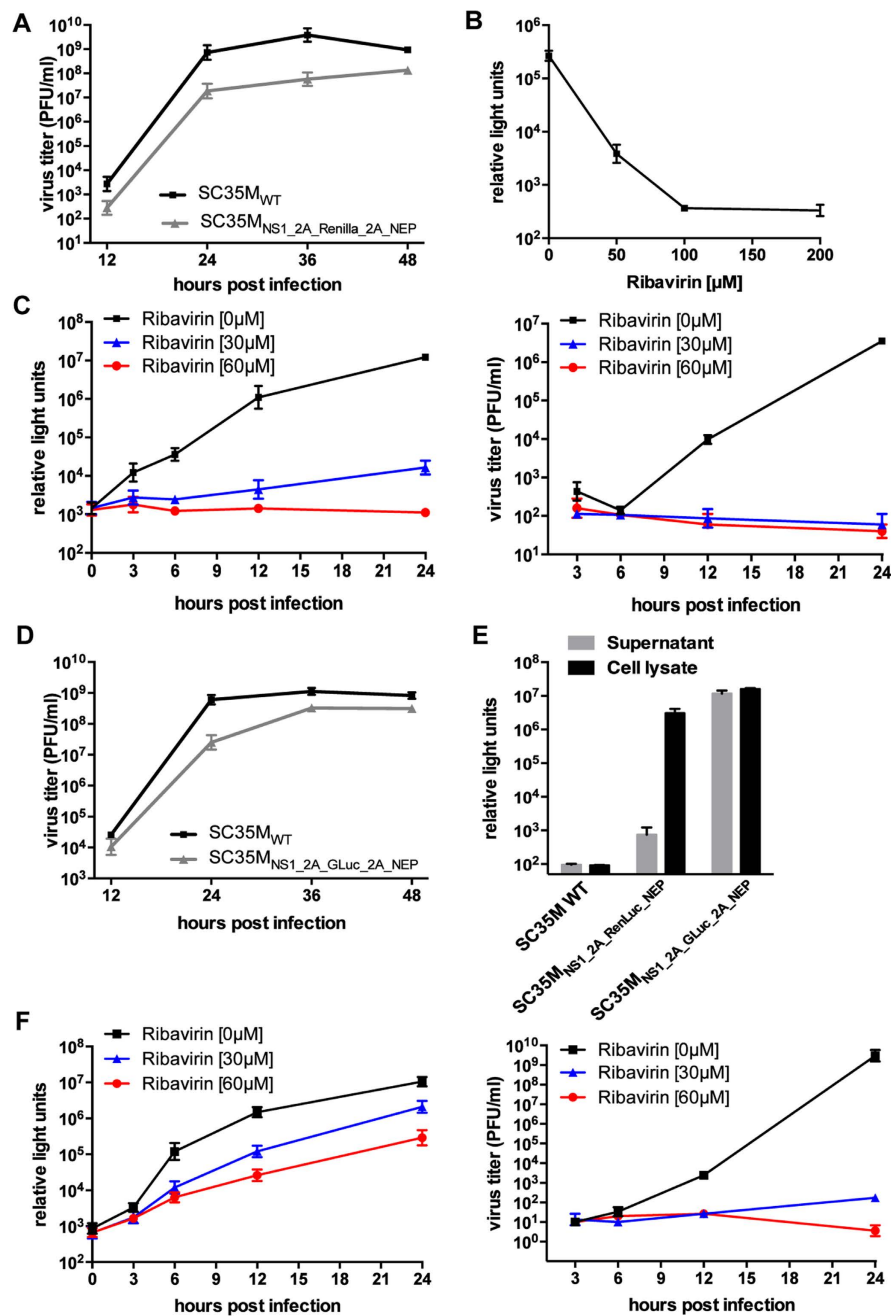 A
virus titer (PFU/ml)
10^10
10^9
10^8
10^7
10^6
10^5
10^4
10^3
10^2
10^1
SC35M_WT
SC35M_NS1_2A_Renilla_2A_NEP
12 24 36 48
hours post infection
B
relative light units
10^6
10^5
10^4
10^3
10^2
0 50 100 150 200
Ribavirin [µM]
C
Ribavirin [0µM]
Ribavirin [30µM]
Ribavirin [60µM]
relative light units
10^8
10^7
10^6
10^5
10^4
10^3
10^2
0 3 6 9 12 15 18 21 24
hours post infection
Ribavirin [0µM]
Ribavirin [30µM]
Ribavirin [60µM]
virus titer (PFU/ml)
10^7
10^6
10^5
10^4
10^3
10^2
10^1
3 6 9 12 15 18 21 24
hours post infection
D
virus titer (PFU/ml)
10^10
10^9
10^8
10^7
10^6
10^5
10^4
10^3
SC35M_WT
SC35M_NS1_2A_GLuc_2A_NEP
12 24 36 48
hours post infection
E
Supernatant
Cell lysate
relative light units
10^8
10^7
10^6
10^5
10^4
10^3
10^2
SC35M WT
SC35M_NS1_2A_RenLuc_NEP
SC35M_NS1_2A_GLuc_2A_NEP
F
Ribavirin [0µM]
Ribavirin [30µM]
Ribavirin [60µM]
relative light units
10^8
10^7
10^6
10^5
10^4
10^3
10^2
0 3 6 9 12 15 18 21 24
hours post infection
Ribavirin [0µM]
Ribavirin [30µM]
Ribavirin [60µM]
virus titer (PFU/ml)
10^10
10^9
10^8
10^7
10^6
10^5
10^4
10^3
10^2
10^1
10^0
3 6 9 12 15 18 21 24
hours post infection